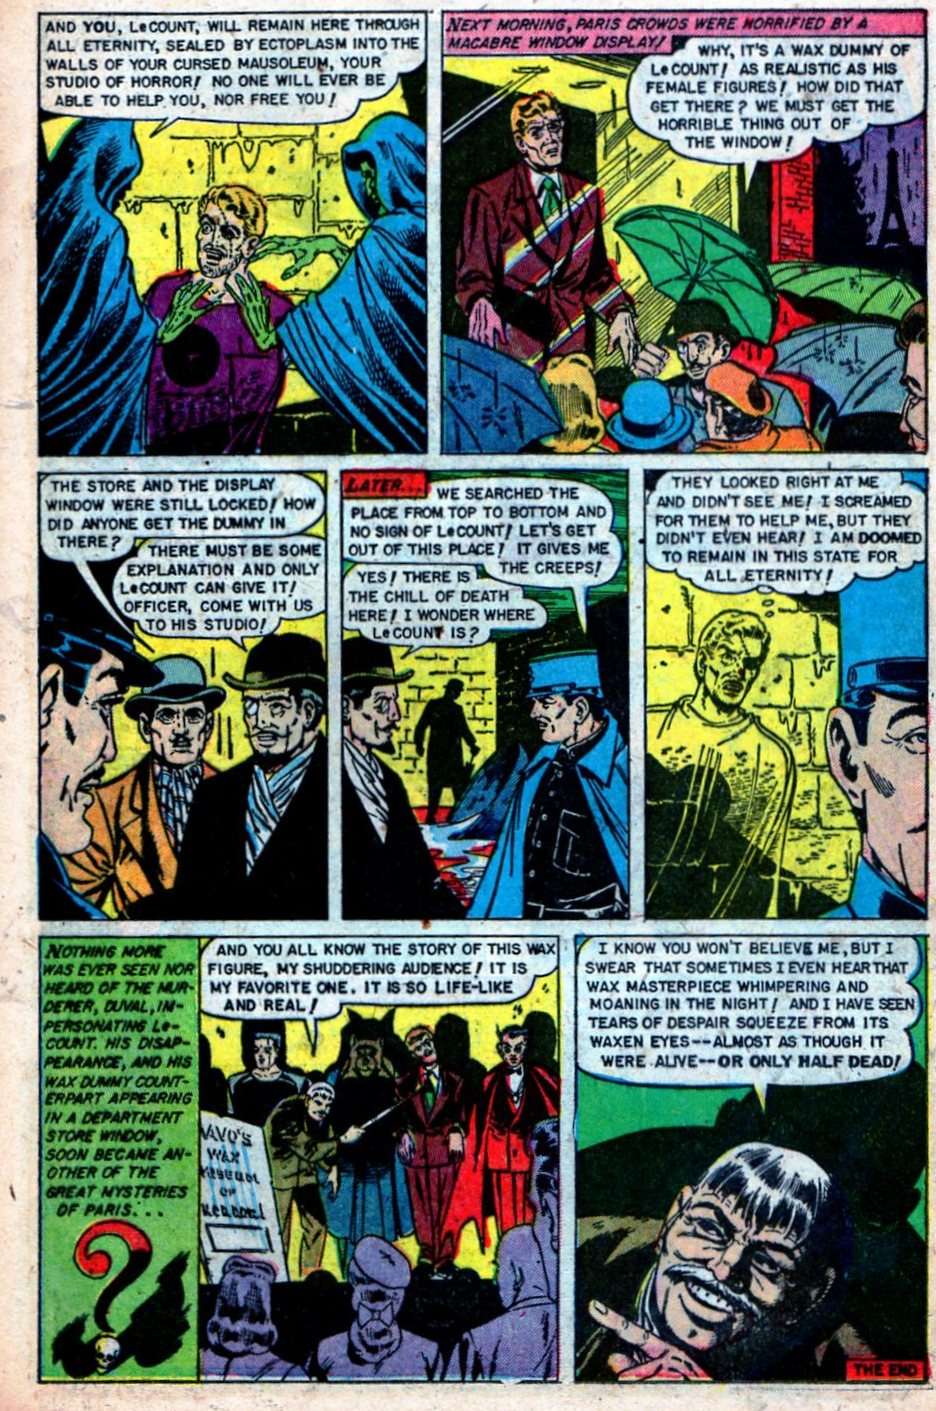 AND YOU, LeCOUNT, WILL REMAIN HERE THROUGH
ALL ETERNITY, SEALED BY ECTOPLASM INTO THE
WALLS OF YOUR CURSED MAUSOLEUM, YOUR
STUDIO OF HORROR! NO ONE WILL EVER BE
ABLE TO HELP YOU, NOR FREE YOU!
NEXT MORNING, PARIS CROWDS WERE HORRIFIED BY A
MACABRE WINDOW DISPLAY!
WHY, IT'S A WAX DUMMY OF
LeCOUNT! AS REALISTIC AS HIS
FEMALE FIGURES! HOW DID THAT
GET THERE? WE MUST GET THE
HORRIBLE THING OUT OF
THE WINDOW!
THE STORE AND THE DISPLAY
WINDOW WERE STILL LOCKED! HOW
DID ANYONE GET THE DUMMY IN
THERE?
THERE MUST BE SOME
EXPLANATION AND ONLY
LeCOUNT CAN GIVE IT!
OFFICER, COME WITH US
TO HIS STUDIO!
LATER...
WE SEARCHED THE
PLACE FROM TOP TO BOTTOM AND
NO SIGN OF LeCOUNT! LET'S GET
OUT OF THIS PLACE! IT GIVES ME
THE CREEPS!
YES! THERE IS
THE CHILL OF DEATH
HERE! I WONDER WHERE
LeCOUNT IS?
THEY LOOKED RIGHT AT ME
AND DIDN'T SEE ME! I SCREAMED
FOR THEM TO HELP ME, BUT THEY
DIDN'T EVEN HEAR! I AM DOOMED
TO REMAIN IN THIS STATE FOR
ALL ETERNITY!
NOTHING MORE
WAS EVER SEEN NOR
HEARD OF THE MUR-
DERER, DUVAL, IM-
PERSONATING Le-
COUNT. HIS DISAP-
PEARANCE, AND HIS
WAX DUMMY COUNT-
ERPART APPEARING
IN A DEPARTMENT
STORE WINDOW,
SOON BECAME AN-
OTHER OF THE
GREAT MYSTERIES
OF PARIS...
?
AND YOU ALL KNOW THE STORY OF THIS WAX
FIGURE, MY SHUDDERING AUDIENCE! IT IS
MY FAVORITE ONE. IT IS SO LIFE-LIKE
AND REAL!
WAX
MUSEUM
OF
I KNOW YOU WON'T BELIEVE ME, BUT I
SWEAR THAT SOMETIMES I EVEN HEAR THAT
WAX MASTERPIECE WHIMPERING AND
MOANING IN THE NIGHT! AND I HAVE SEEN
TEARS OF DESPAIR SQUEEZE FROM ITS
WAXEN EYES--ALMOST AS THOUGH IT
WERE ALIVE--OR ONLY HALF DEAD!
THE END